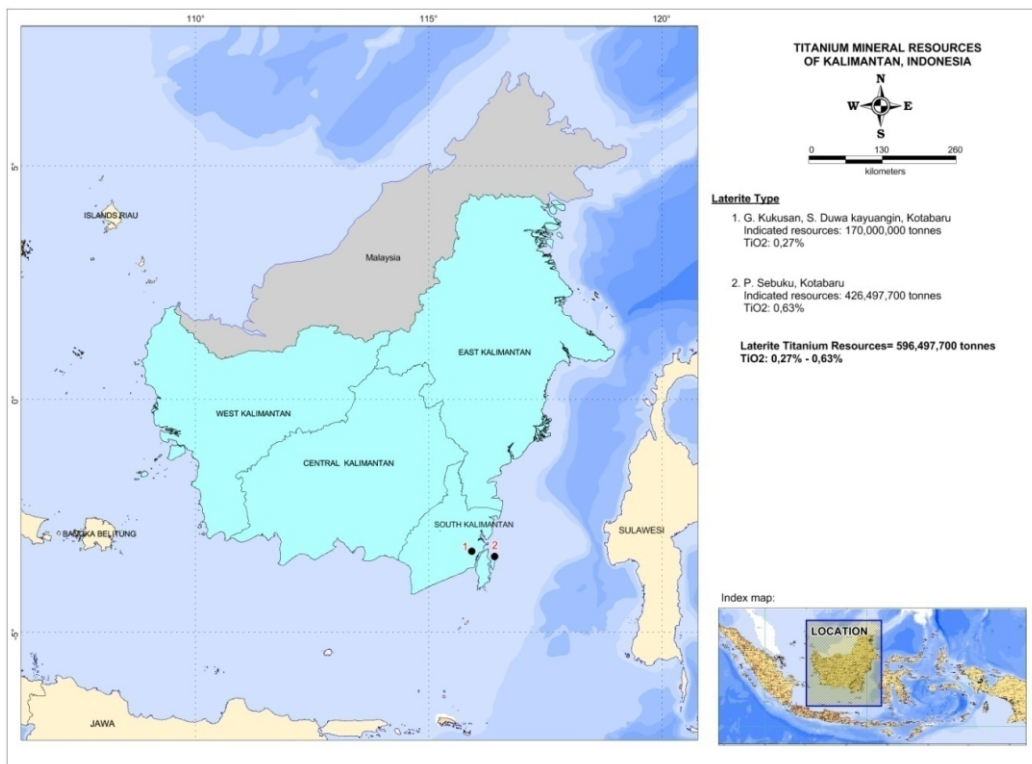 110°
115°
120°
5°
0°
-5°
ISLANDS RIAU
Malaysia
EAST KALIMANTAN
WEST KALIMANTAN
CENTRAL KALIMANTAN
SOUTH KALIMANTAN
1
2
BANGKA BELITUNG
SULAWESI
JAWA
TITANIUM MINERAL RESOURCES
OF KALIMANTAN, INDONESIA
N
W E
S
0 130 260
kilometers
Laterite Type
1. G. Kukusan, S. Duwa kayuangin, Kotabaru
Indicated resources: 170,000,000 tonnes
TiO2: 0,27%
2. P. Sebuku, Kotabaru
Indicated resources: 426,497,700 tonnes
TiO2: 0,63%
Laterite Titanium Resources= 596,497,700 tonnes
TiO2: 0,27% - 0,63%
Index map:
LOCATION